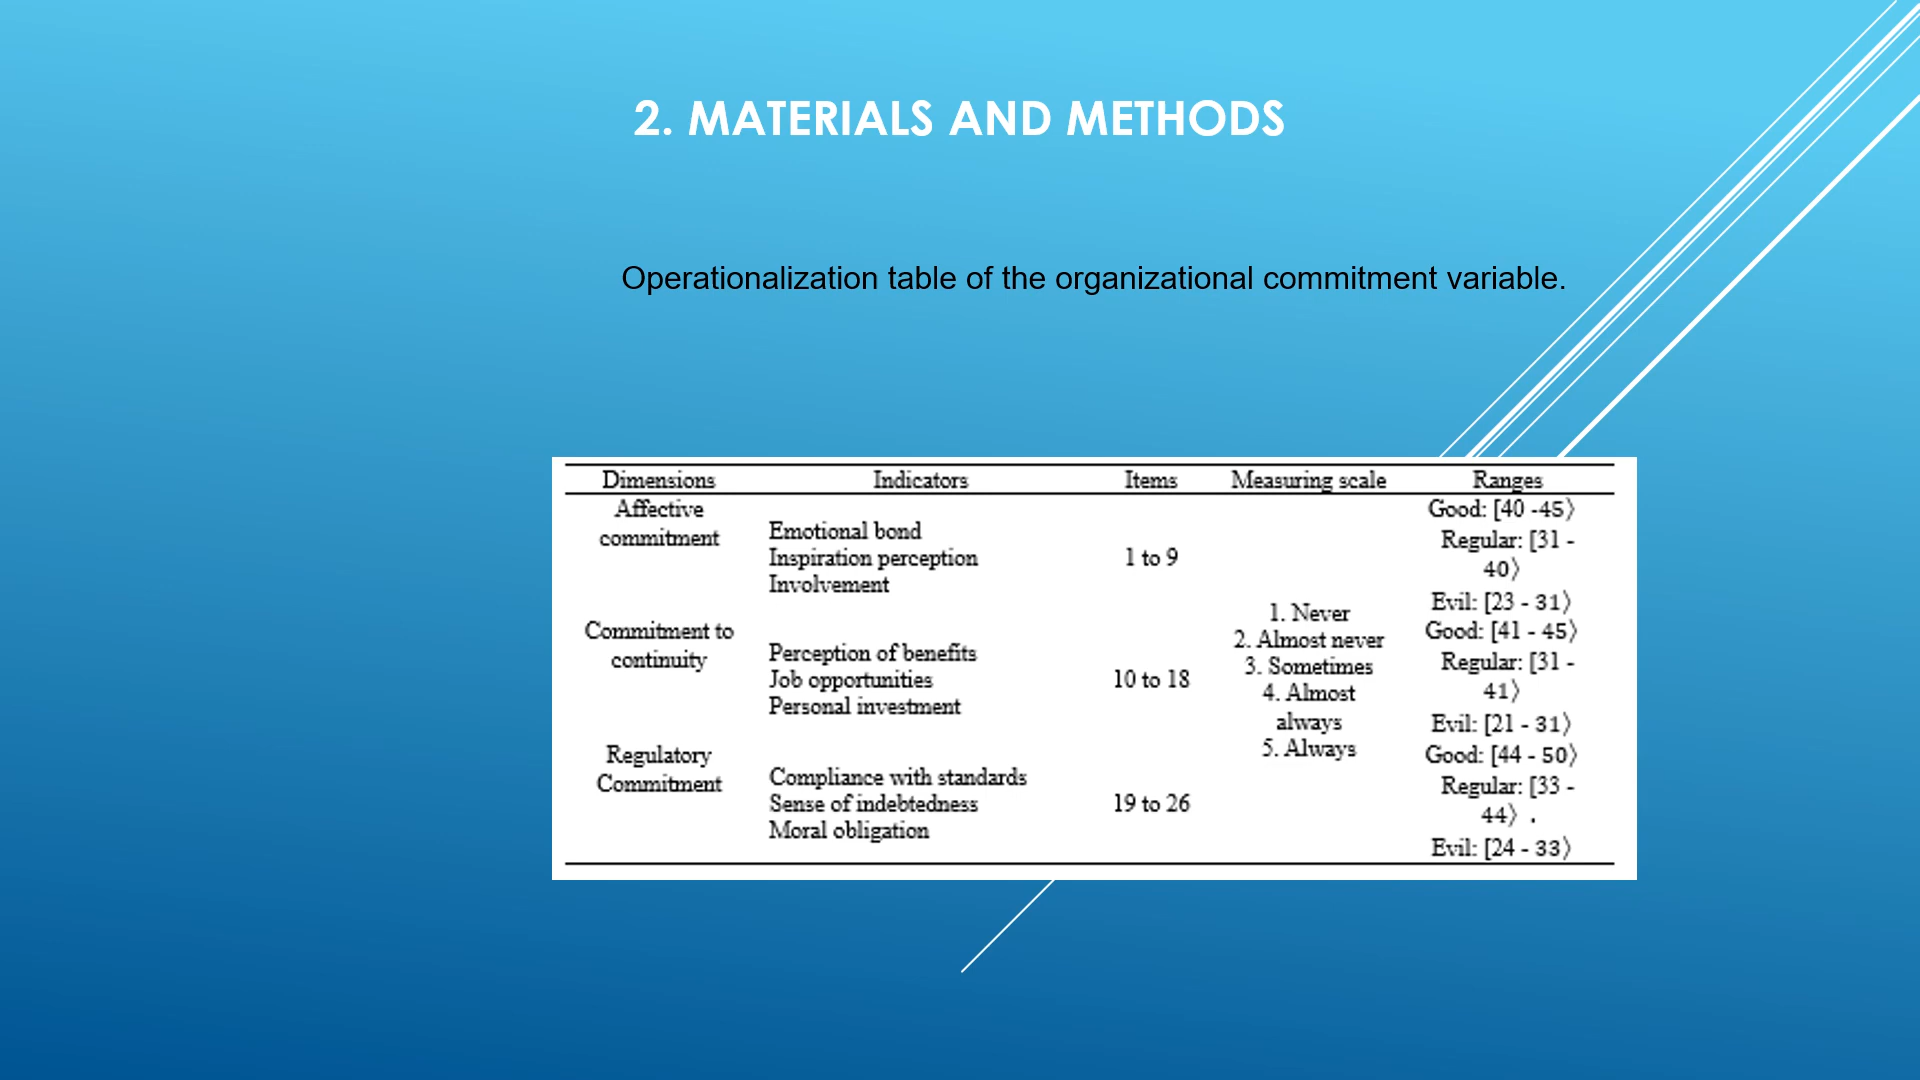 2. MATERIALS AND METHODS
Operationalization table of the organizational commitment variable.
Dimensions Indicators Items Measuring scale Ranges
Affective
commitment
Emotional bond
Inspiration perception
Involvement
1 to 9
Good: [40 -45⟩
Regular: [31 -
40⟩
Evil: [23 - 31⟩
Commitment to
continuity
Perception of benefits
Job opportunities
Personal investment
10 to 18
1. Never
2. Almost never
3. Sometimes
4. Almost
always
5. Always
Good: [41 - 45⟩
Regular: [31 -
41⟩
Evil: [21 - 31⟩
Regulatory
Commitment
Compliance with standards
Sense of indebtedness
Moral obligation
19 to 26
Good: [44 - 50⟩
Regular: [33 -
44⟩ .
Evil: [24 - 33⟩